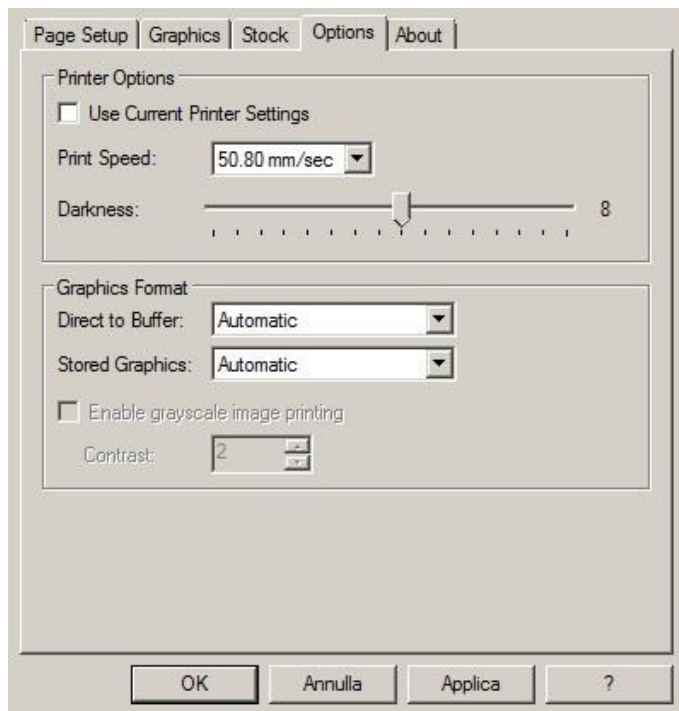 Page Setup Graphics Stock Options About
Printer Options
Use Current Printer Settings
Print Speed: 50.80 mm/sec
Darkness: 8
Graphics Format
Direct to Buffer: Automatic
Stored Graphics: Automatic
Enable grayscale image printing
Contrast: 2
OK Annulla Applica ?